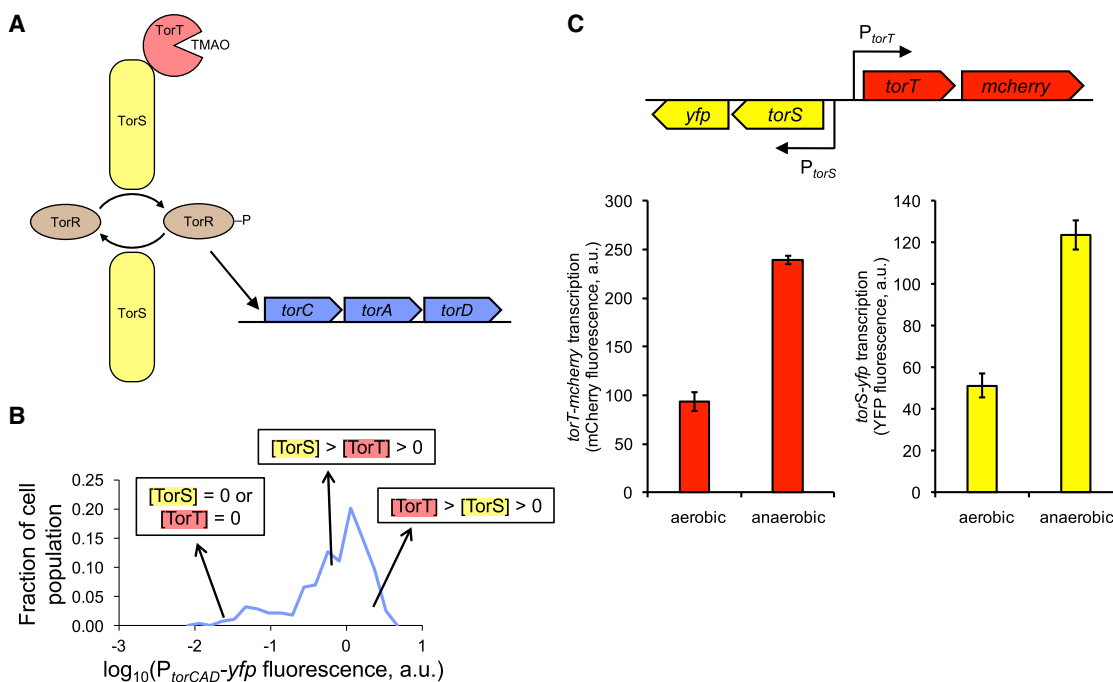 A
TorT
TMAO
TorS
TorR
TorR
–P
TorS
torC
torA
torD
B
[TorS] > [TorT] > 0
[TorS] = 0 or
[TorT] = 0
[TorT] > [TorS] > 0
Fraction of cell
population
0.25
0.20
0.15
0.10
0.05
0.00
-3
-2
-1
0
1
log10(PtorCAD-yfp fluorescence, a.u.)
C
PtorT
torT
mcherry
yfp
torS
PtorS
torT-mcherry transcription
(mCherry fluorescence, a.u.)
300
250
200
150
100
50
0
aerobic
anaerobic
torS-yfp transcription
(YFP fluorescence, a.u.)
140
120
100
80
60
40
20
0
aerobic
anaerobic